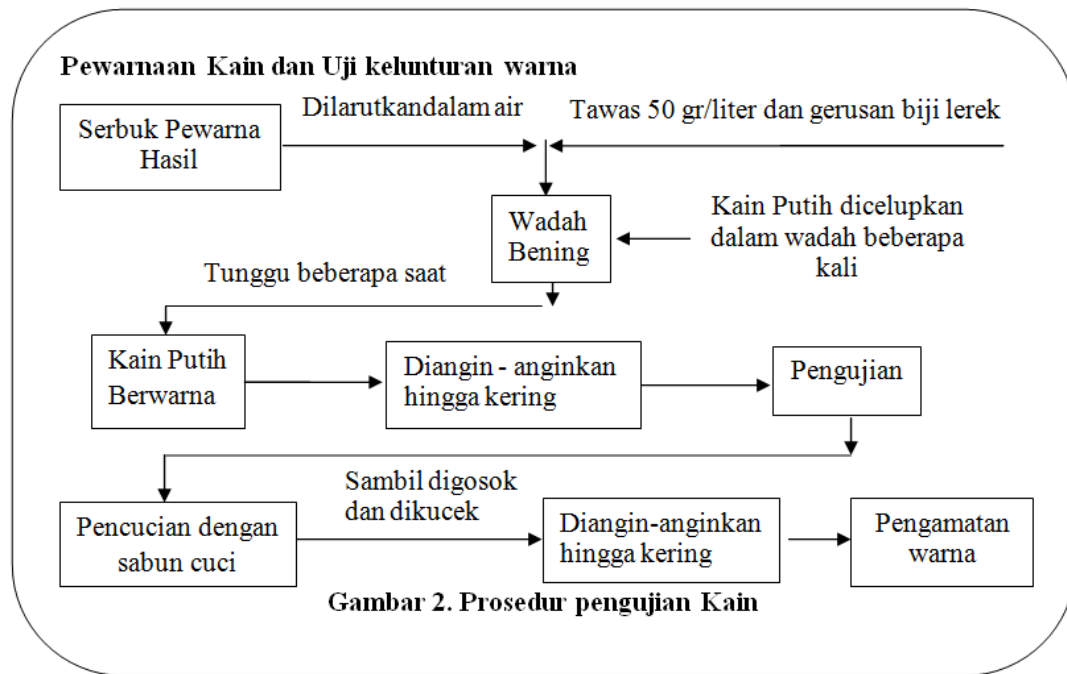 Pewarnaan Kain dan Uji kelunturan warna
Dilarutkandalam air
Tawas 50 gr/liter dan gerusan biji lerek
Serbuk Pewarna
Hasil
Wadah
Bening
Kain Putih dicelupkan
dalam wadah beberapa
kali
Tunggu beberapa saat
Kain Putih
Berwarna
Diangin - anginkan
hingga kering
Pengujian
Pencucian dengan
sabun cuci
Sambil digosok
dan dikucek
Diangin-anginkan
hingga kering
Pengamatan
warna
Gambar 2. Prosedur pengujian Kain